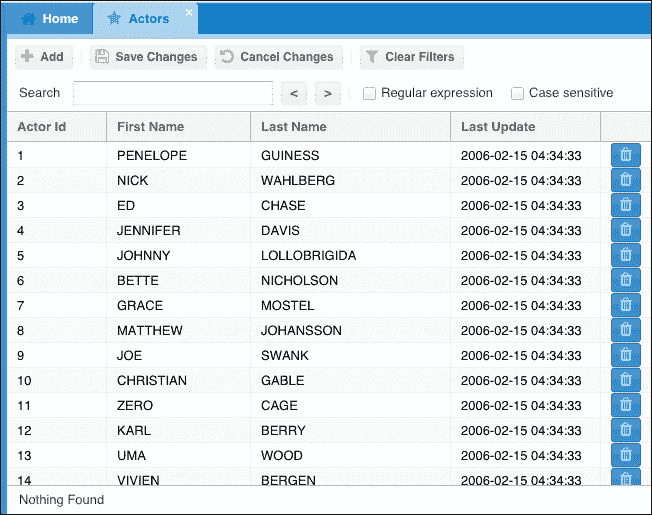 Home Actors
Add Save Changes Cancel Changes Clear Filters
Search < > Regular expression Case sensitive
Actor Id First Name Last Name Last Update
1 PENELOPE GUINESS 2006-02-15 04:34:33
2 NICK WAHLBERG 2006-02-15 04:34:33
3 ED CHASE 2006-02-15 04:34:33
4 JENNIFER DAVIS 2006-02-15 04:34:33
5 JOHNNY LOLLOBRIGIDA 2006-02-15 04:34:33
6 BETTE NICHOLSON 2006-02-15 04:34:33
7 GRACE MOSTEL 2006-02-15 04:34:33
8 MATTHEW JOHANSSON 2006-02-15 04:34:33
9 JOE SWANK 2006-02-15 04:34:33
10 CHRISTIAN GABLE 2006-02-15 04:34:33
11 ZERO CAGE 2006-02-15 04:34:33
12 KARL BERRY 2006-02-15 04:34:33
13 UMA WOOD 2006-02-15 04:34:33
14 VIVIEN BERGEN 2006-02-15 04:34:33
Nothing Found